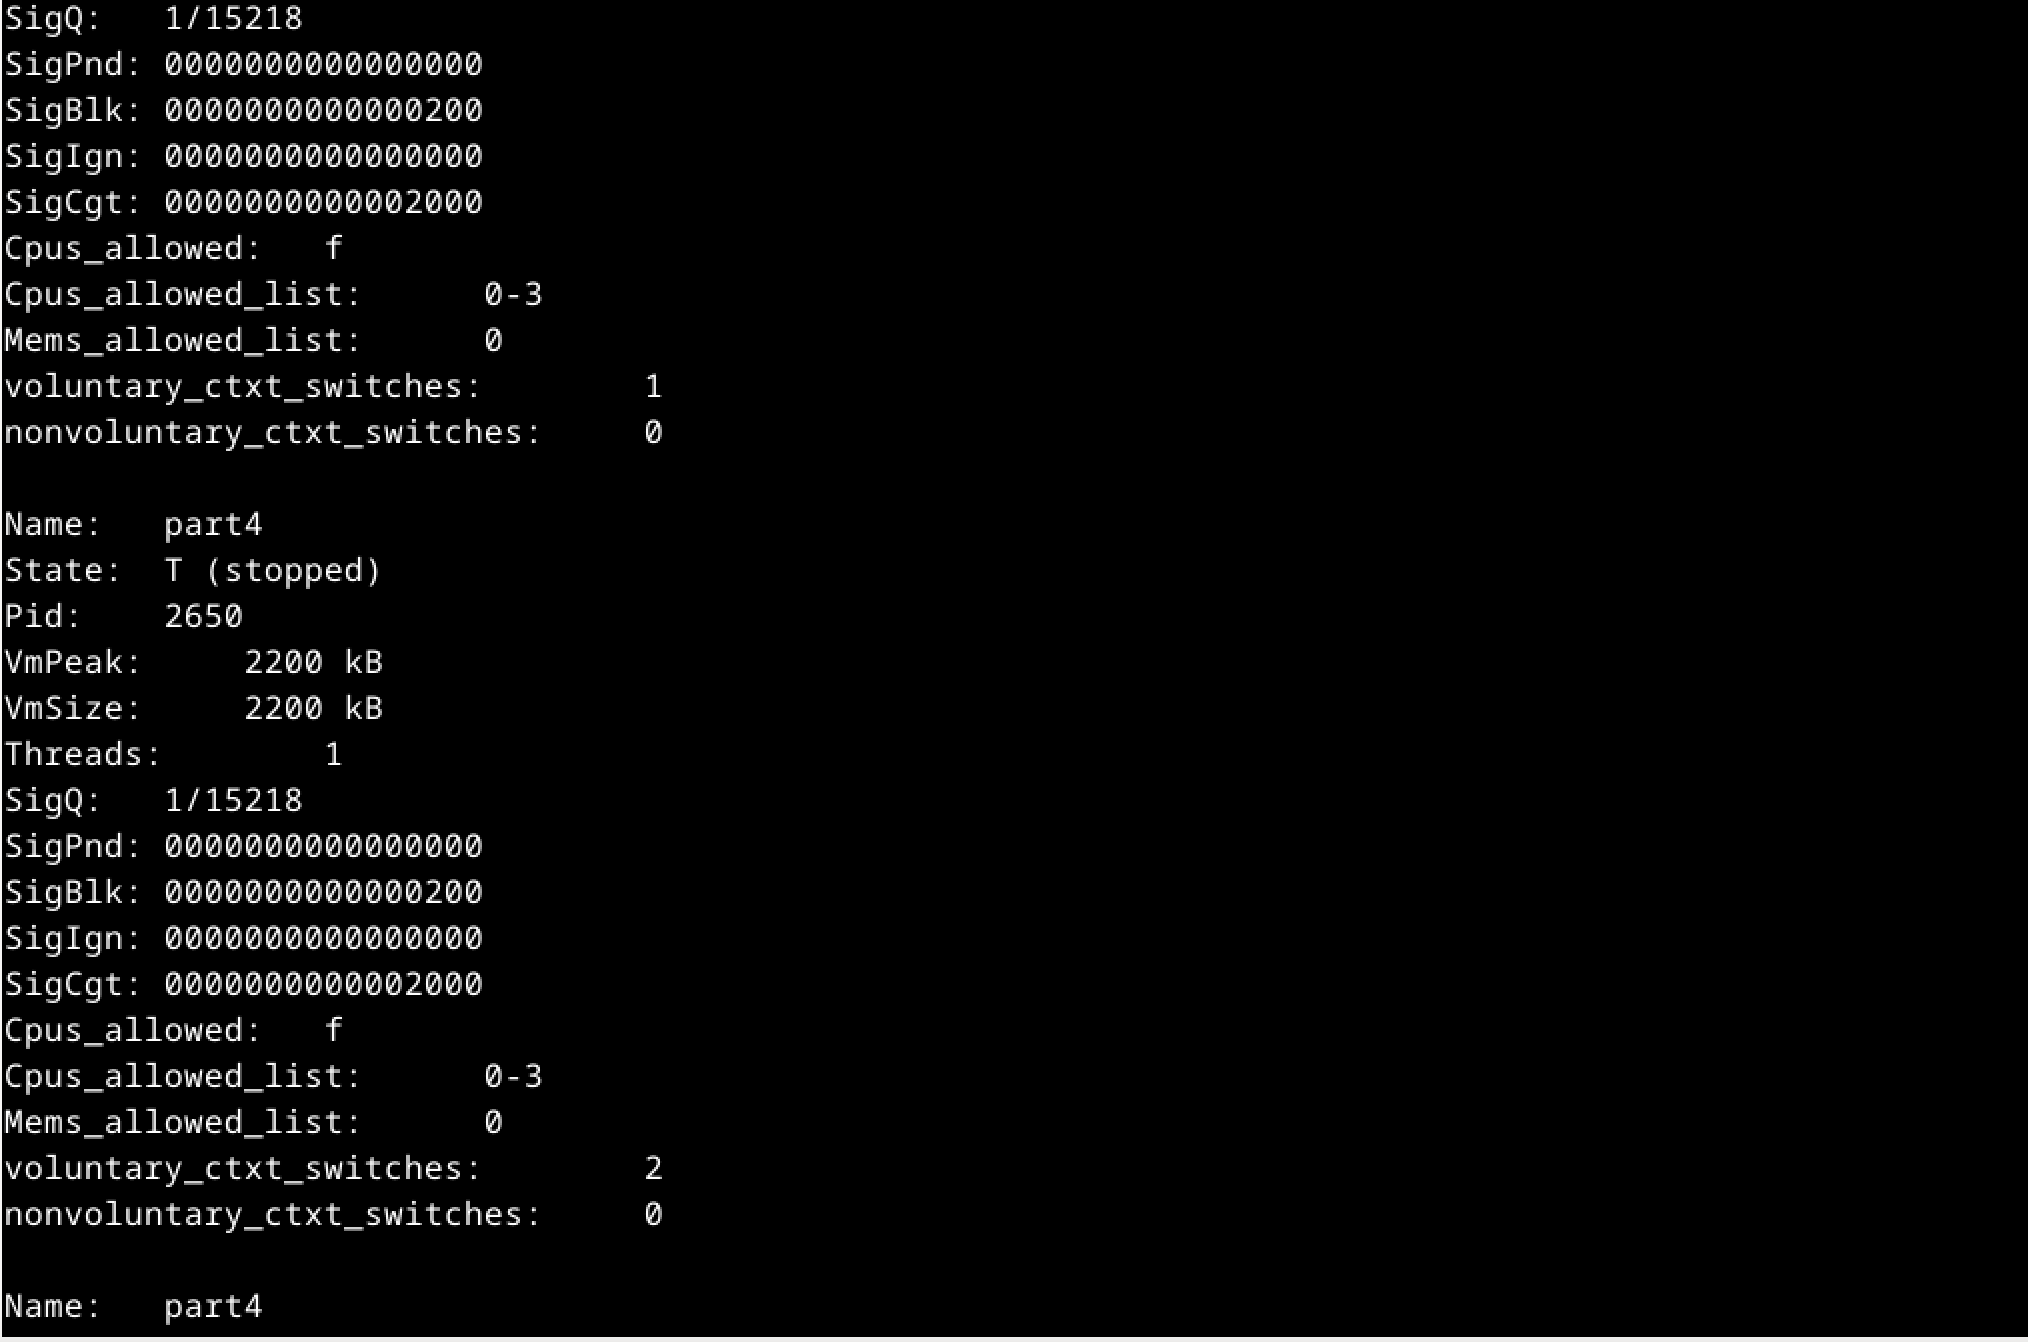 SigQ:   1/15218
SigPnd: 0000000000000000
SigBlk: 0000000000000200
SigIgn: 0000000000000000
SigCgt: 0000000000002000
Cpus_allowed:   f
Cpus_allowed_list:      0-3
Mems_allowed_list:      0
voluntary_ctxt_switches:        1
nonvoluntary_ctxt_switches:     0

Name:   part4
State:  T (stopped)
Pid:    2650
VmPeak:     2200 kB
VmSize:     2200 kB
Threads:        1
SigQ:   1/15218
SigPnd: 0000000000000000
SigBlk: 0000000000000200
SigIgn: 0000000000000000
SigCgt: 0000000000002000
Cpus_allowed:   f
Cpus_allowed_list:      0-3
Mems_allowed_list:      0
voluntary_ctxt_switches:        2
nonvoluntary_ctxt_switches:     0

Name:   part4